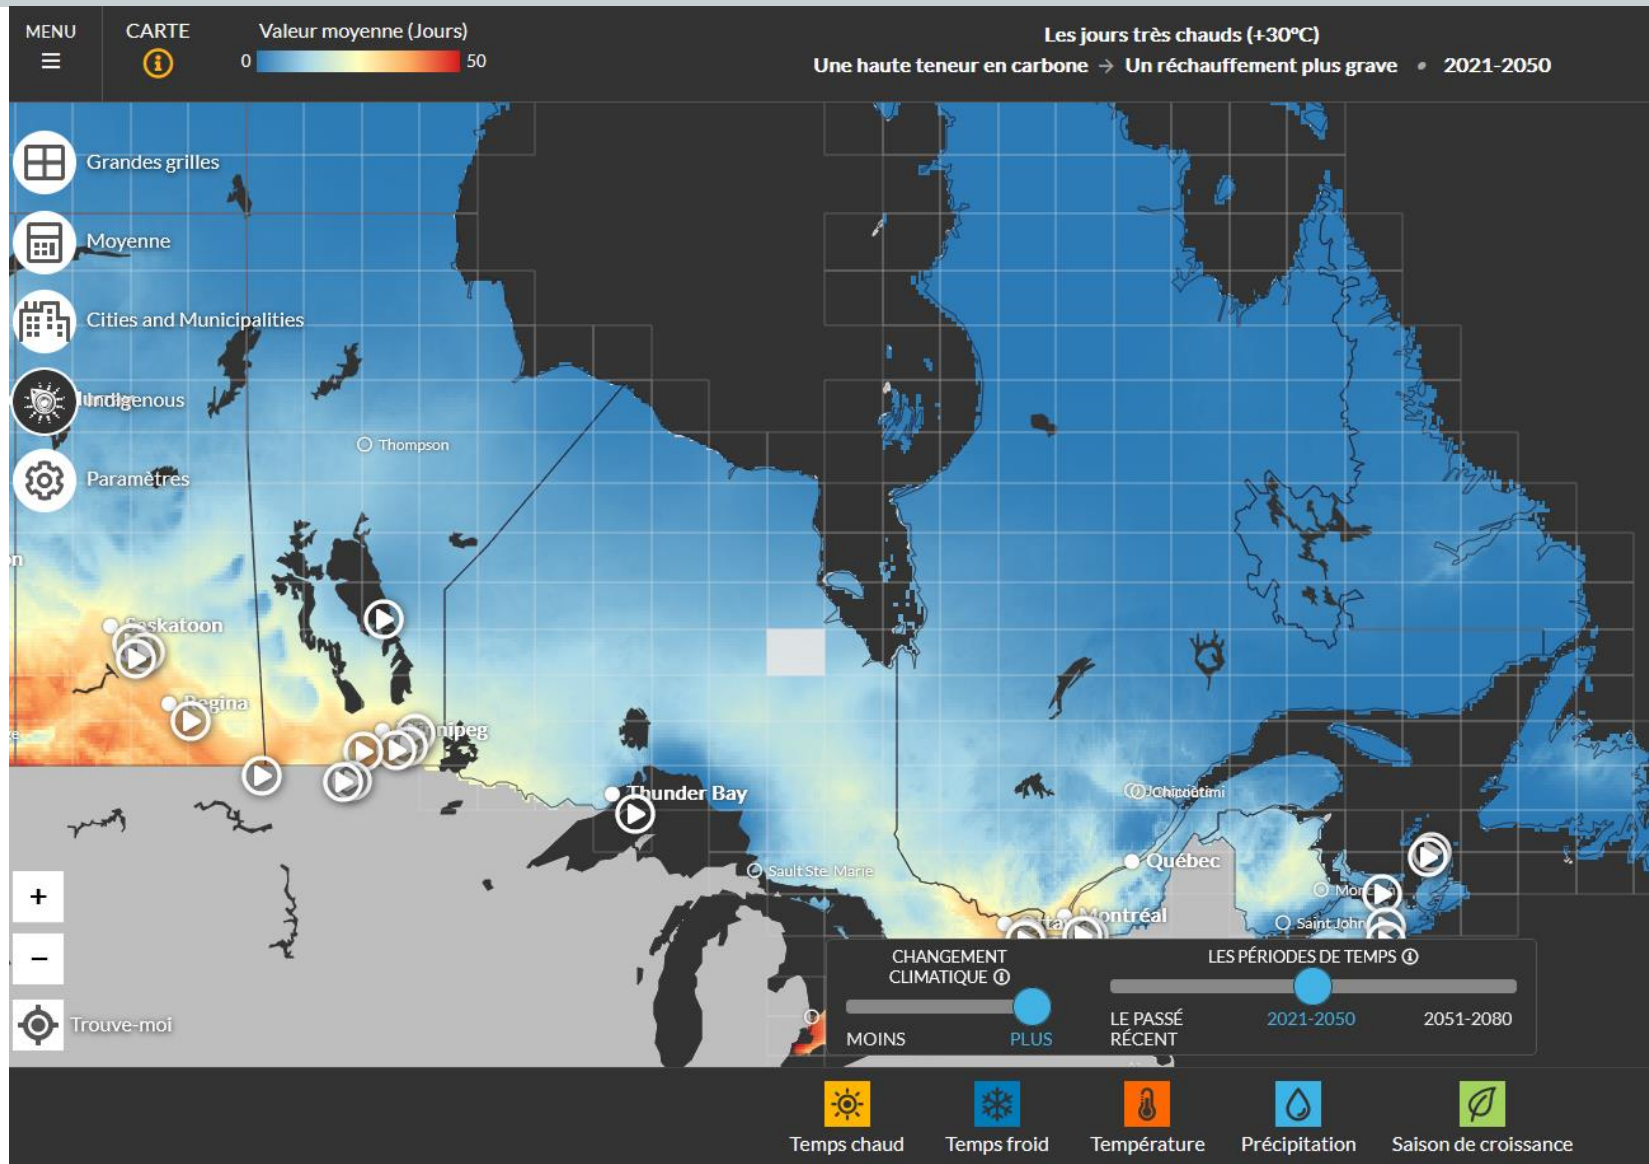 MENU
CARTE
Valeur moyenne (Jours)
0
50
Les jours très chauds (+30°C)
Une haute teneur en carbone → Un réchauffement plus grave • 2021-2050
Grandes grilles
Moyenne
Cities and Municipalities
Indigenous
Thompson
Paramètres
Saskatoon
Regina
Winnipeg
Thunder Bay
Chicoutimi
Québec
Sault Ste. Marie
Moncton
Montréal
Saint John
+
−
Trouve-moi
CHANGEMENT
CLIMATIQUE
MOINS
PLUS
LES PÉRIODES DE TEMPS
LE PASSÉ
RÉCENT
2021-2050
2051-2080
Temps chaud
Temps froid
Température
Précipitation
Saison de croissance